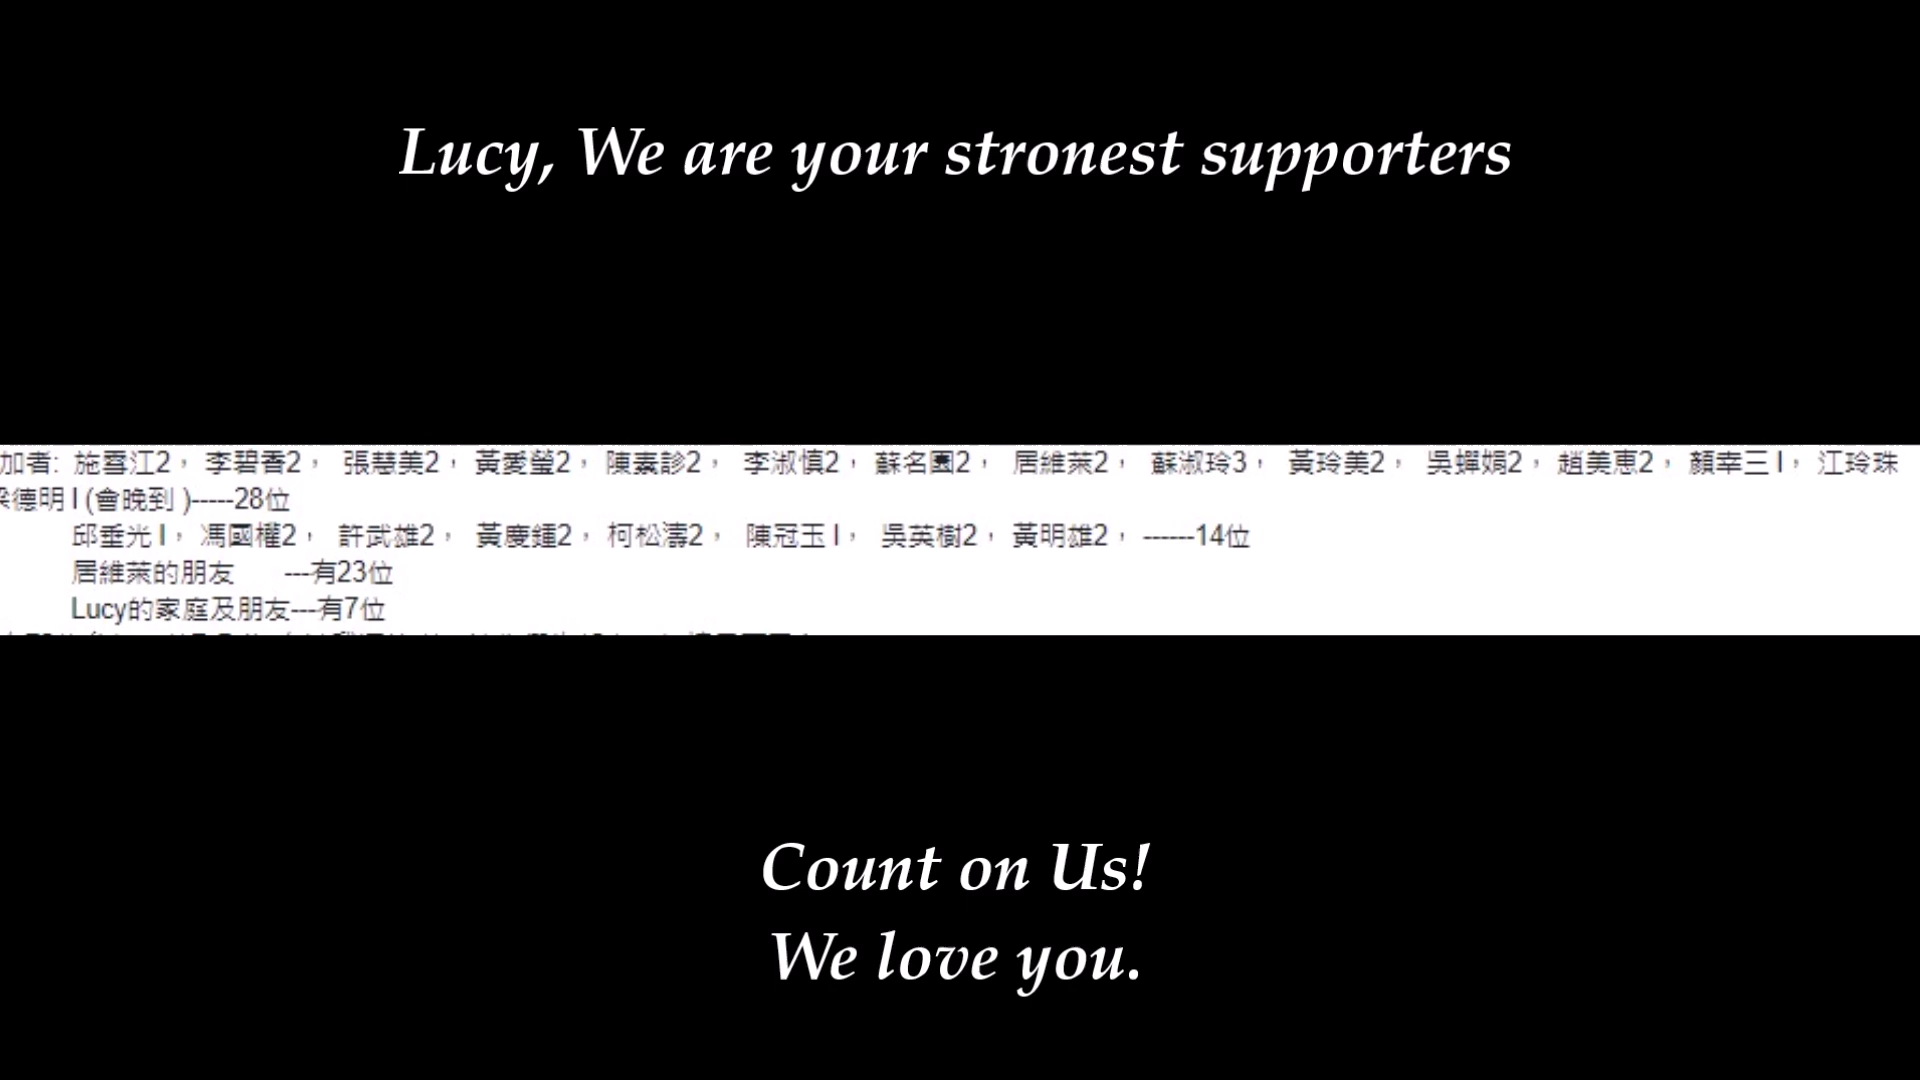 Lucy, We are your stronest supporters
加者: 施雪江2， 李碧香2， 張慧美2， 黃愛瑩2， 陳素診2， 李淑慎2， 蘇名園2， 居維萊2， 蘇淑玲3， 黃玲美2， 吳蟬娟2， 趙美惠2， 顏幸三1， 江玲珠
德明1(會晚到 )-----28位
邱垂光1， 馮國權2， 許武雄2， 黃慶鍾2， 柯松濤2， 陳冠玉1， 吳英樹2， 黃明雄2， ------14位
居維萊的朋友 ---有23位
Lucy的家庭及朋友---有7位
Count on Us!
We love you.